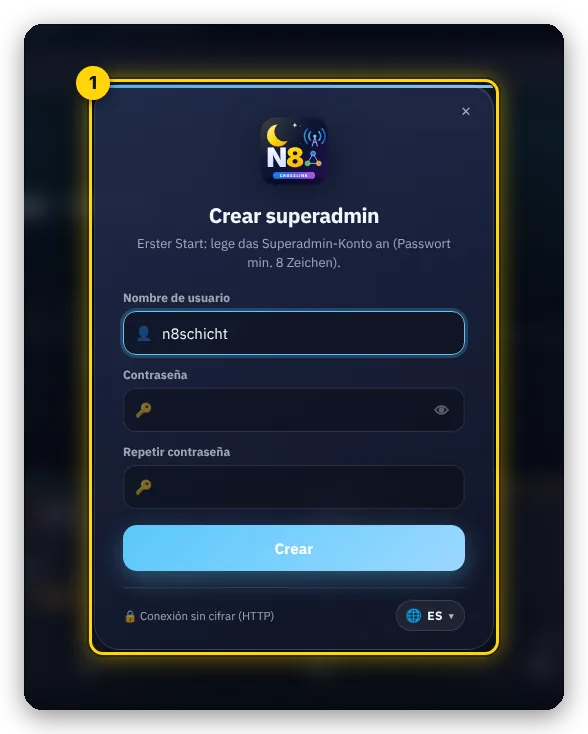 1
×
N8
CROSSLINK
Crear superadmin
Erster Start: lege das Superadmin-Konto an (Passwort
min. 8 Zeichen).
Nombre de usuario
n8schicht
Contraseña
Repetir contraseña
Crear
Conexión sin cifrar (HTTP)
ES ▾